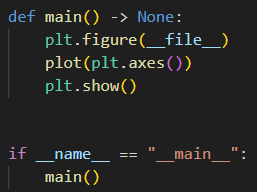 def main() -> None:
    plt.figure(__file__)
    plot(plt.axes())
    plt.show()
if __name__ == "__main__":
    main()